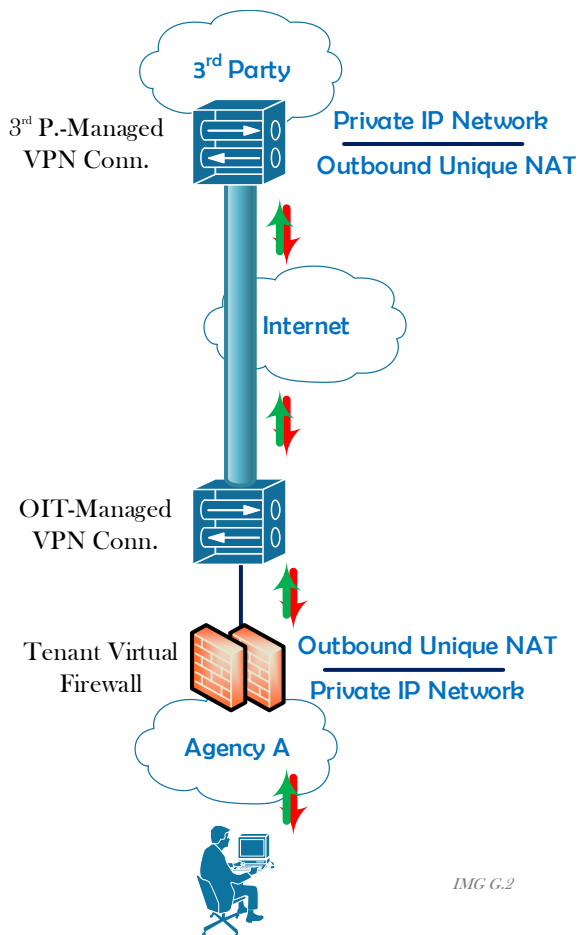 3rd Party
3rd P.-Managed
VPN Conn.
Private IP Network
Outbound Unique NAT
Internet
OIT-Managed
VPN Conn.
Tenant Virtual
Firewall
Outbound Unique NAT
Private IP Network
Agency A
IMG G.2